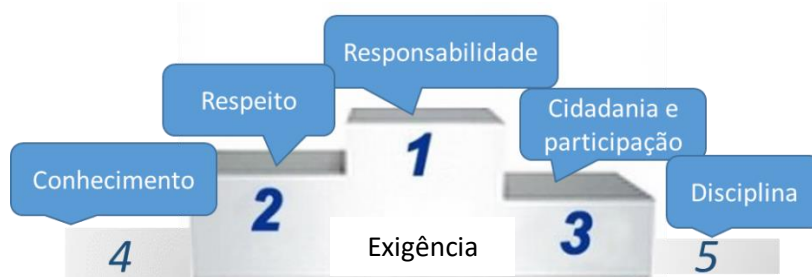 Responsabilidade
Respeito
Cidadania e
participação
Conhecimento
Disciplina
1
2
3
Exigência
4
5